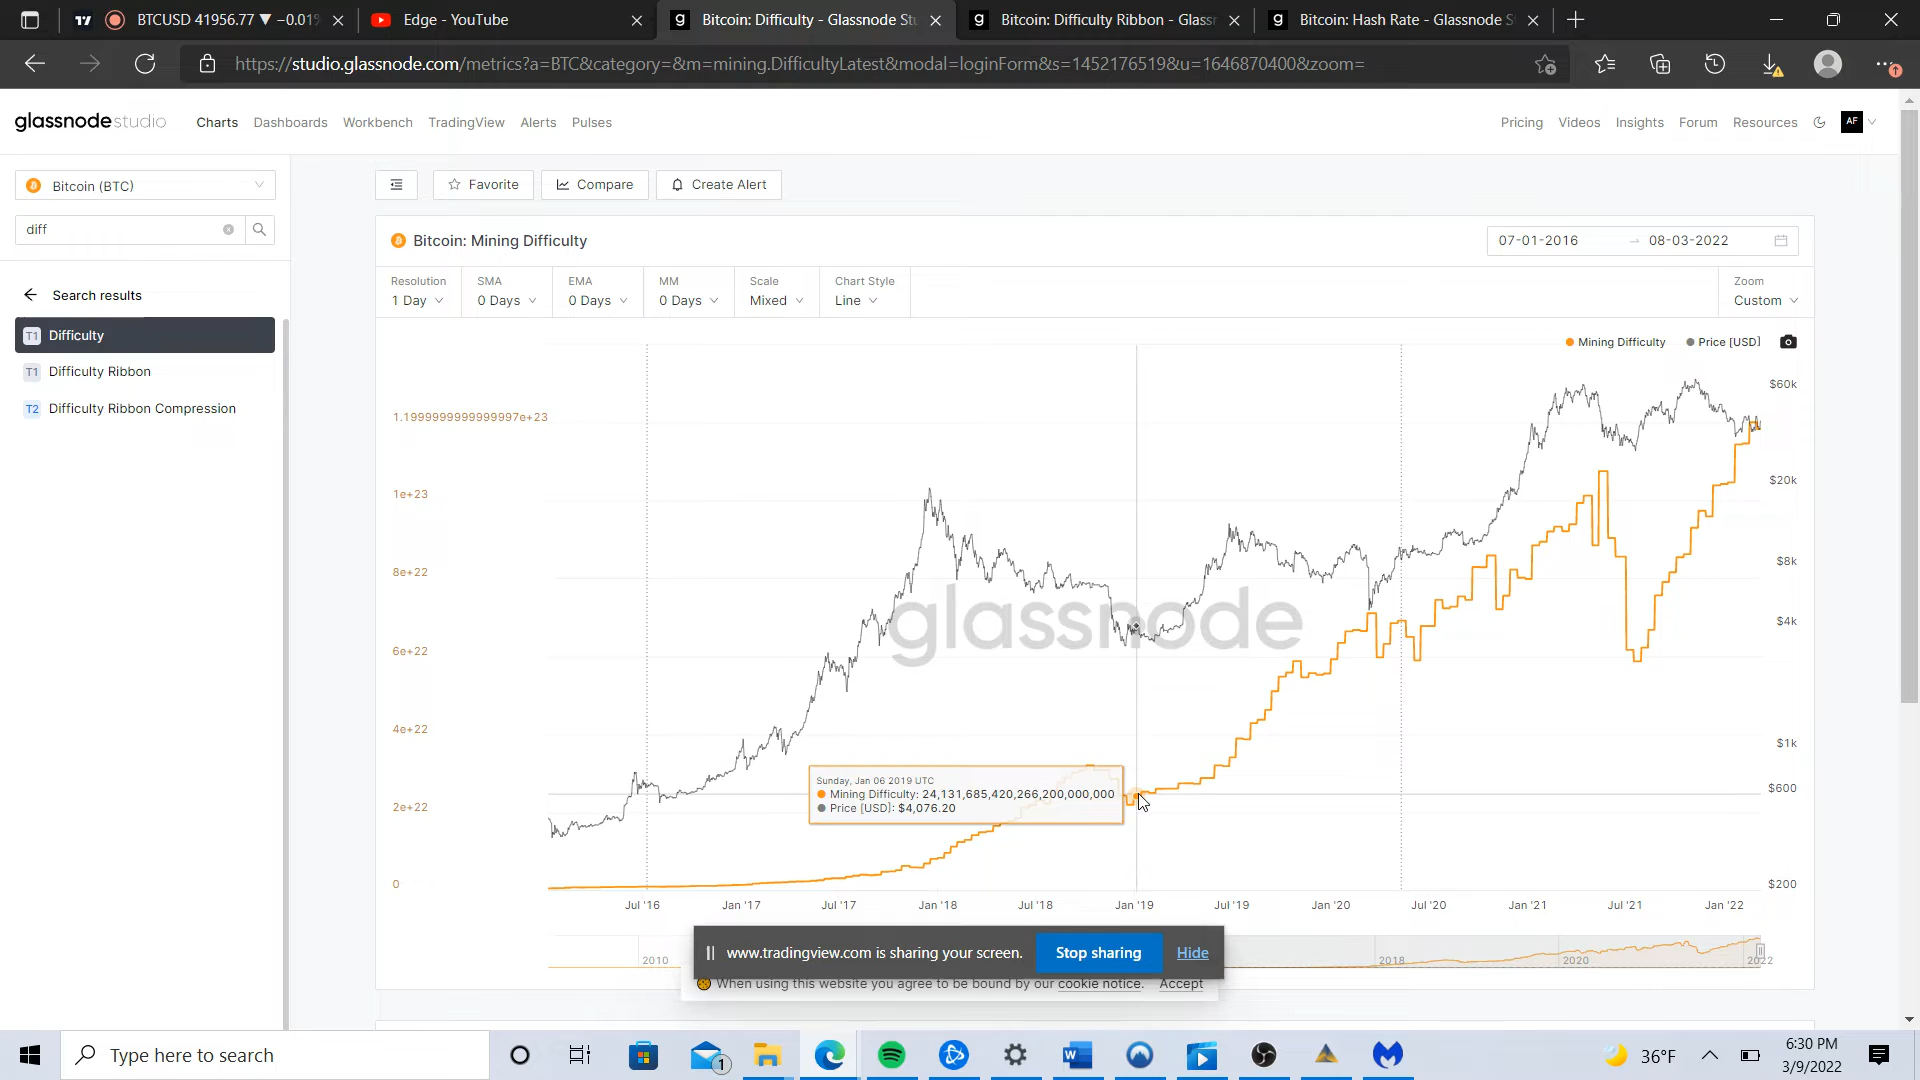 BTCUSD 41956.77 ▼ −0.01%
Edge - YouTube
Bitcoin: Difficulty - Glassnode Stu
Bitcoin: Difficulty Ribbon - Glassn
Bitcoin: Hash Rate - Glassnode S
https://studio.glassnode.com/metrics?a=BTC&category=&m=mining.DifficultyLatest&modal=loginForm&s=1452176519&u=1646870400&zoom=
glassnodestudio
Charts
Dashboards
Workbench
TradingView
Alerts
Pulses
Pricing
Videos
Insights
Forum
Resources
AF
Bitcoin (BTC)
Favorite
Compare
Create Alert
diff
Bitcoin: Mining Difficulty
07-01-2016 → 08-03-2022
Resolution
1 Day
SMA
0 Days
EMA
0 Days
MM
0 Days
Scale
Mixed
Chart Style
Line
Zoom
Custom
Search results
T1 Difficulty
T1 Difficulty Ribbon
T2 Difficulty Ribbon Compression
Mining Difficulty
Price [USD]
1.1999999999999997e+23
1e+23
8e+22
6e+22
4e+22
2e+22
0
$60k
$20k
$8k
$4k
$1k
$600
$200
glassnode
Sunday, Jan 06 2019 UTC
Mining Difficulty: 24,131,685,420,266,200,000,000
Price [USD]: $4,076.20
Jul '16
Jan '17
Jul '17
Jan '18
Jul '18
Jan '19
Jul '19
Jan '20
Jul '20
Jan '21
Jul '21
Jan '22
2010
2018
2020
2022
www.tradingview.com is sharing your screen.
Stop sharing
Hide
When using this website you agree to be bound by our cookie notice.
Accept
Type here to search
1
36°F
6:30 PM
3/9/2022